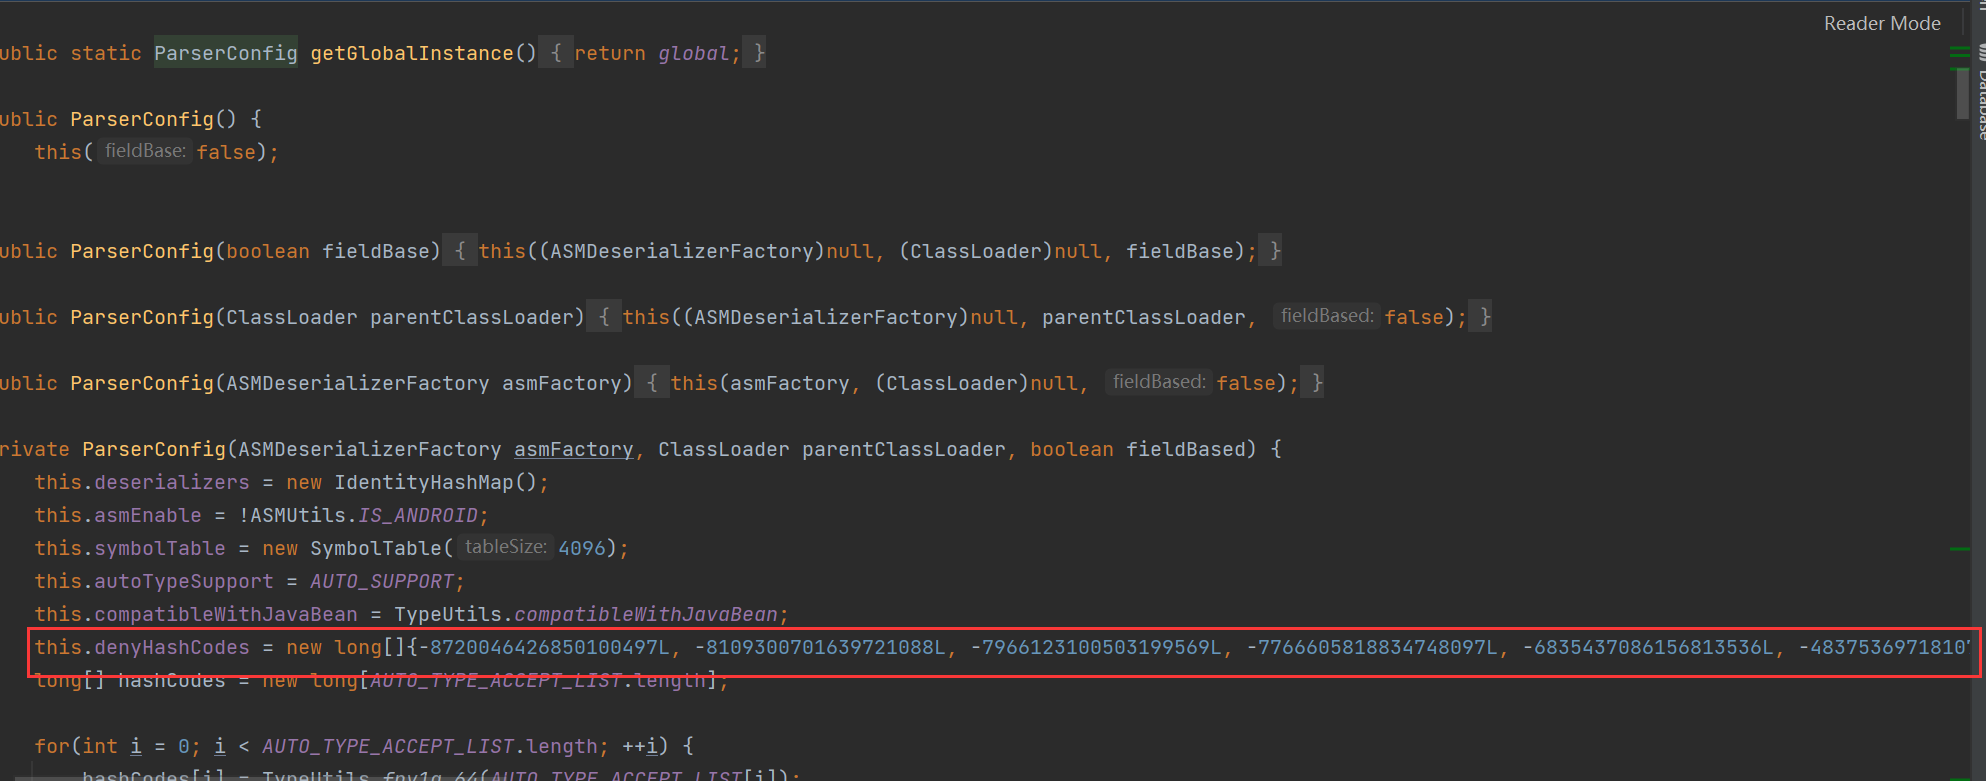 Reader Mode
ublic static ParserConfig getGlobalInstance() { return global; }
ublic ParserConfig() {
this( fieldBase: false);
ublic ParserConfig(boolean fieldBase) { this((ASMDeserializerFactory)null, (ClassLoader)null, fieldBase); }
ublic ParserConfig(ClassLoader parentClassLoader) { this((ASMDeserializerFactory)null, parentClassLoader, fieldBased: false); }
ublic ParserConfig(ASMDeserializerFactory asmFactory) { this(asmFactory, (ClassLoader)null, fieldBased: false); }
rivate ParserConfig(ASMDeserializerFactory asmFactory, ClassLoader parentClassLoader, boolean fieldBased) {
this.deserializers = new IdentityHashMap();
this.asmEnable = !ASMUtils.IS_ANDROID;
this.symbolTable = new SymbolTable( tableSize: 4096);
this.autoTypeSupport = AUTO_SUPPORT;
this.compatibleWithJavaBean = TypeUtils.compatibleWithJavaBean;
this.denyHashCodes = new long[]{-8720046426850100497L, -8109300701639721088L, -7966123100503199569L, -7766605818834748097L, -6835437086156813536L, -483753697181
long[] hashCodes = new long[AUTO_TYPE_ACCEPT_LIST.length];
for(int i = 0; i < AUTO_TYPE_ACCEPT_LIST.length; ++i) {
hashCodes[i] = TypeUtils.fnv1a_64(AUTO_TYPE_ACCEPT_LIST[i]);
Database